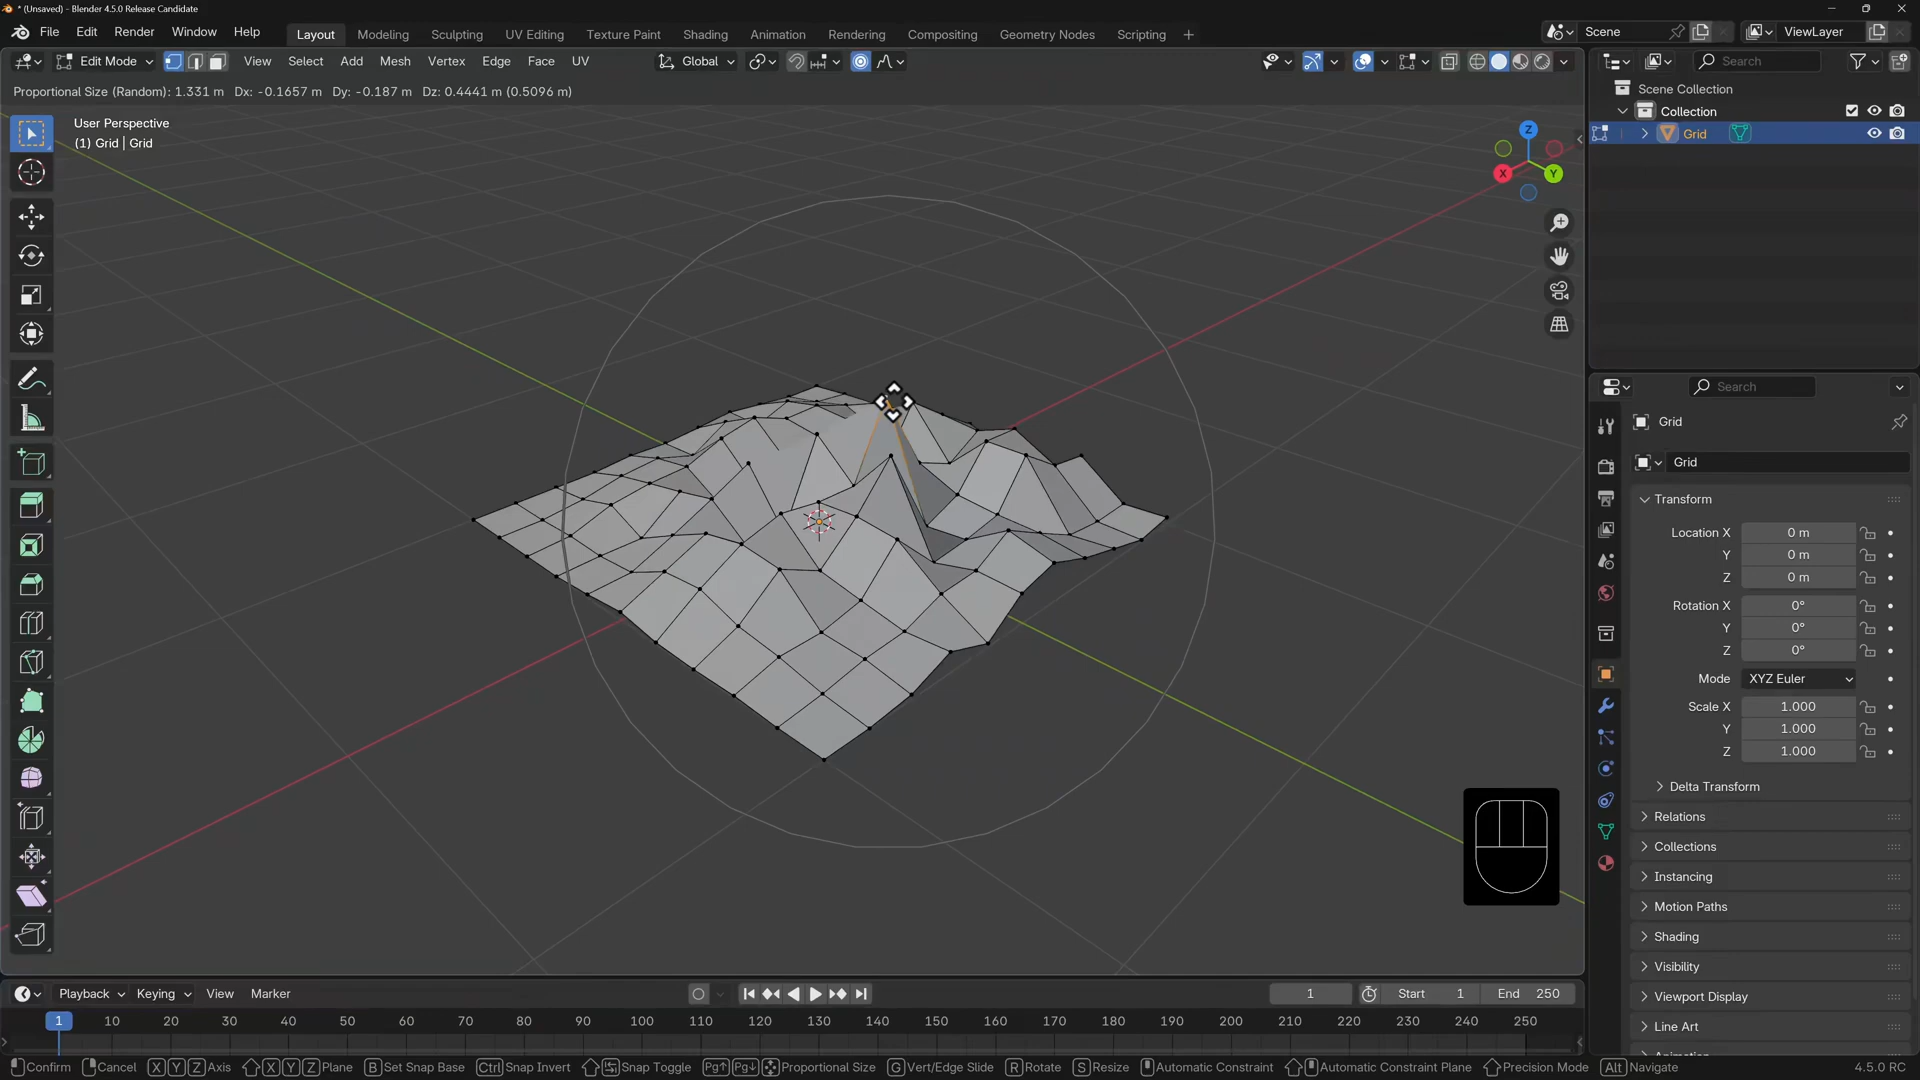 * (Unsaved) - Blender 4.5.0 Release Candidate
File Edit Render Window Help
Layout Modeling Sculpting UV Editing Texture Paint Shading Animation Rendering Compositing Geometry Nodes Scripting +
Scene ViewLayer
Edit Mode View Select Add Mesh Vertex Edge Face UV Global
Search
Proportional Size (Random): 1.331 m Dx: -0.1657 m Dy: -0.187 m Dz: 0.4441 m (0.5096 m)
Scene Collection
Collection
Grid
User Perspective
(1) Grid | Grid
Z
X
Y
Search
Grid
Grid
Transform
Location X 0 m
Y 0 m
Z 0 m
Rotation X 0°
Y 0°
Z 0°
Mode XYZ Euler
Scale X 1.000
Y 1.000
Z 1.000
Delta Transform
Relations
Collections
Instancing
Motion Paths
Shading
Visibility
Viewport Display
Line Art
Animation
Playback Keying View Marker 1 Start 1 End 250
1 10 20 30 40 50 60 70 80 90 100 110 120 130 140 150 160 170 180 190 200 210 220 230 240 250
Confirm Cancel X Y Z Axis X Y Z Plane B Set Snap Base Ctrl Snap Invert Snap Toggle Pg↑ Pg↓ Proportional Size G Vert/Edge Slide R Rotate S Resize Automatic Constraint Automatic Constraint Plane Precision Mode Alt Navigate 4.5.0 RC